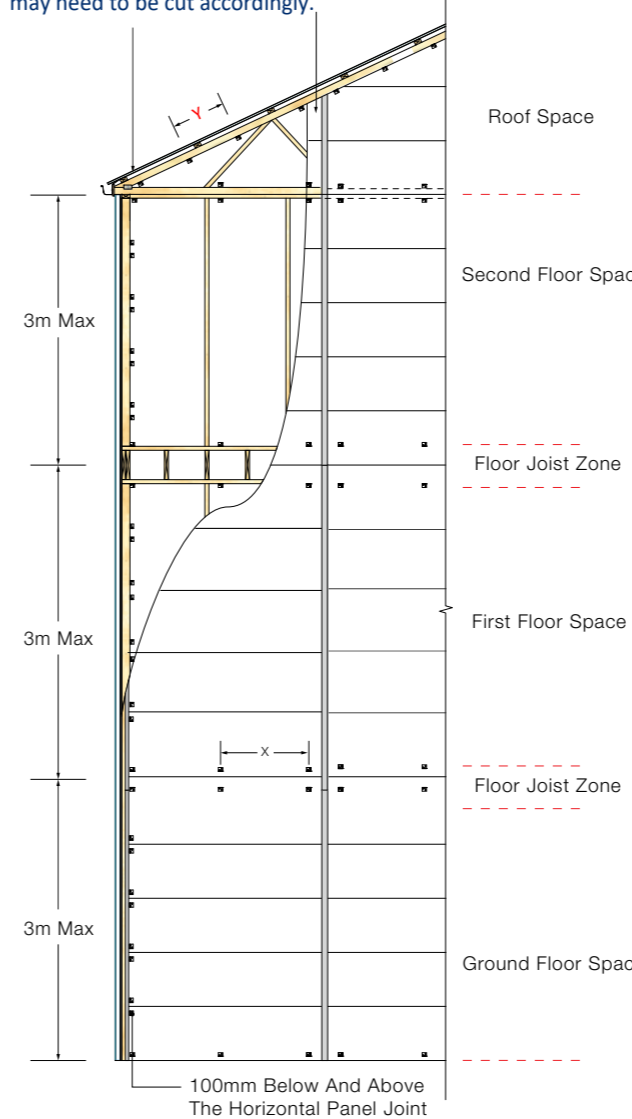 may need to be cut accordingly.
Y
Roof Space
Second Floor Spac
3m Max
Floor Joist Zone
3m Max
First Floor Space
X
Floor Joist Zone
3m Max
Ground Floor Spac
100mm Below And Above
The Horizontal Panel Joint